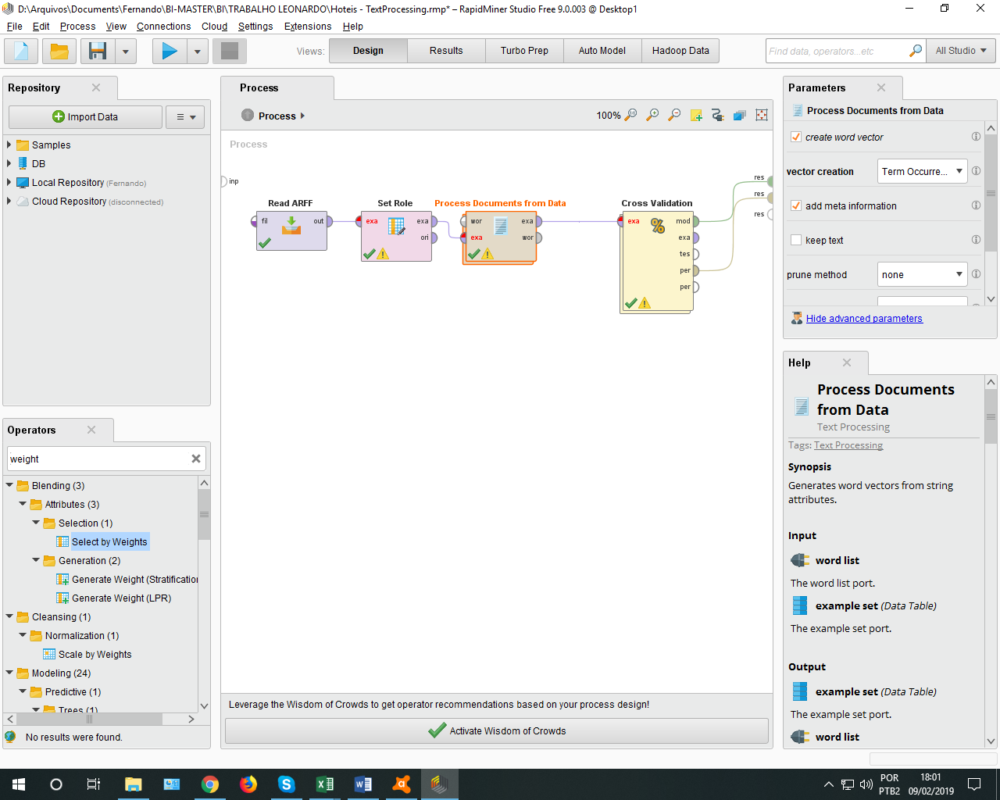 D:\Arquivos\Documents\Fernando\BI-MASTER\BI\TRABALHO LEONARDO\Hoteis - TextProcessing.rmp* – RapidMiner Studio Free 9.0.003 @ Desktop1
File Edit Process View Connections Cloud Settings Extensions Help
Views: Design Results Turbo Prep Auto Model Hadoop Data
Find data, operators...etc
All Studio
Repository
Import Data
Samples
DB
Local Repository (Fernando)
Cloud Repository (disconnected)
Operators
weight
Blending (3)
Attributes (3)
Selection (1)
Select by Weights
Generation (2)
Generate Weight (Stratification
Generate Weight (LPR)
Cleansing (1)
Normalization (1)
Scale by Weights
Modeling (24)
Predictive (1)
Trees (1)
No results were found.
Process
Process
100%
Process
inp
res
res
res
Read ARFF
fil out
Set Role
exa exa
ori
Process Documents from Data
wor exa
exa wor
Cross Validation
exa mod
exa
tes
per
per
Leverage the Wisdom of Crowds to get operator recommendations based on your process design!
Activate Wisdom of Crowds
Parameters
Process Documents from Data
create word vector
vector creation Term Occurre...
add meta information
keep text
prune method none
Hide advanced parameters
Help
Process Documents
from Data
Text Processing
Tags: Text Processing
Synopsis
Generates word vectors from string
attributes.
Input
word list
The word list port.
example set (Data Table)
The example set port.
Output
example set (Data Table)
The example set port.
word list
POR
PTB2
18:01
09/02/2019